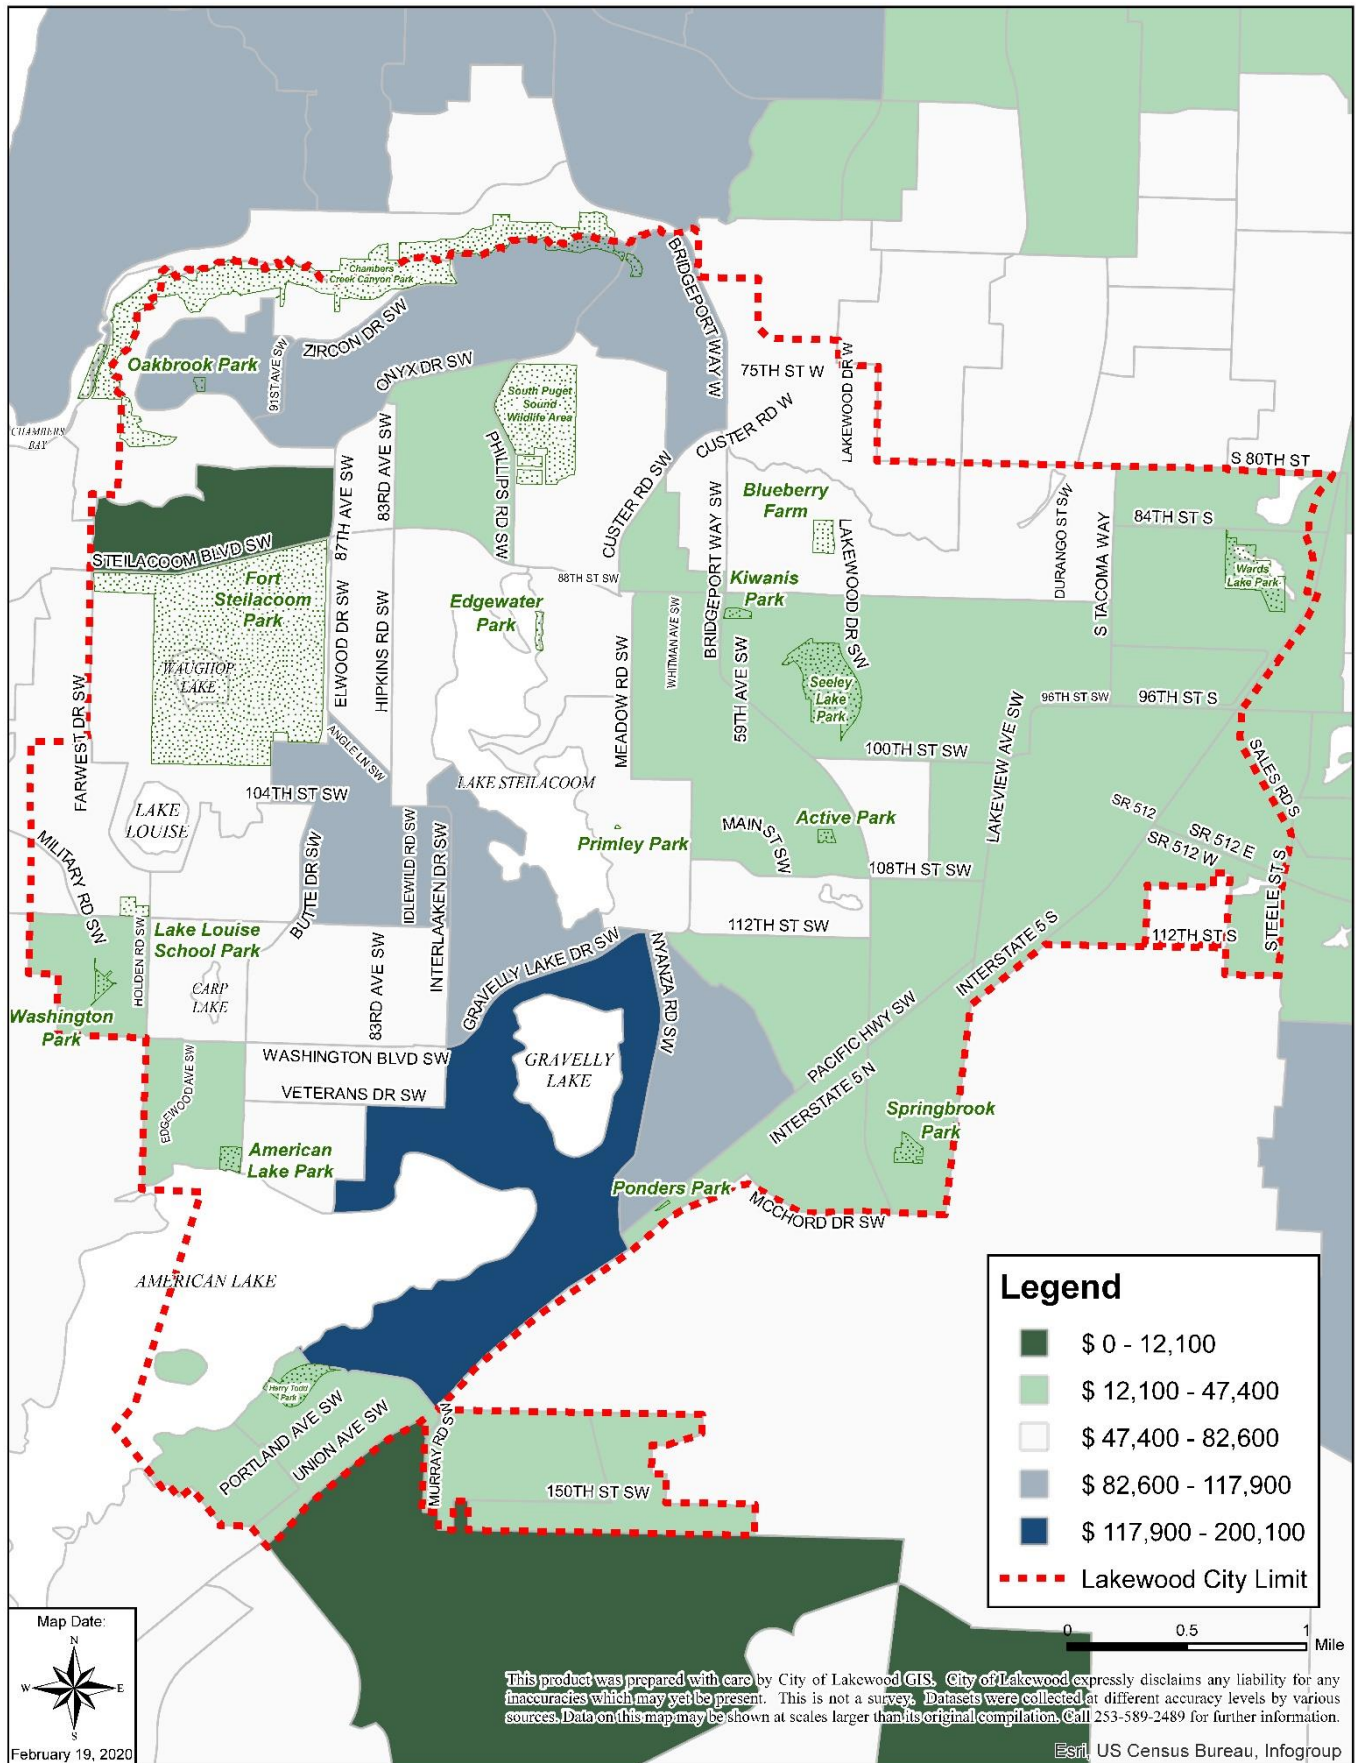 BRIDGEPORT WAY W
Chambers
Creek Canyon Park
ZIRCON DR SW
Oakbrook Park
91ST AVE SW
ONYX DR SW
75TH ST W
LAKEWOOD DR W
South Puget
Sound
Wildlife Area
CUSTER RD W
CHAMBERS
BAY
83RD AVE SW
PHILLIPS RD SW
87TH AVE SW
CUSTER RD SW
BRIDGEPORT WAY SW
S 80TH ST
Blueberry
Farm
DURANGO ST SW
S TACOMA WAY
84TH ST S
LAKEWOOD DR SW
STEILACOOM BLVD SW
Fort
Steilacoom
Park
88TH ST SW
Kiwanis
Park
Wards
Lake Park
Edgewater
Park
ELWOOD DR SW
HIPKINS RD SW
WHITMAN AVE SW
MEADOW RD SW
59TH AVE SW
WAUGHOP
LAKE
Seeley
Lake
Park
96TH ST SW
96TH ST S
FARWEST DR SW
ANGLE LN SW
100TH ST SW
LAKEVIEW AVE SW
SALES RD S
LAKE STEILACOOM
104TH ST SW
LAKE
LOUISE
SR 512
SR 512 E
SR 512 W
MILITARY RD SW
Primley Park
MAIN ST SW
Active Park
108TH ST SW
BUTTE DR SW
IDLEWILD RD SW
INTERLAAKEN DR SW
STEELE ST S
Lake Louise
School Park
HOLDEN RD SW
112TH ST SW
112TH ST S
CARP
LAKE
83RD AVE SW
GRAVELLY LAKE DR SW
NYANZA RD SW
INTERSTATE 5 S
Washington
Park
WASHINGTON BLVD SW
GRAVELLY
LAKE
PACIFIC HWY SW
EDGEWOOD AVE SW
VETERANS DR SW
INTERSTATE 5 N
Springbrook
Park
American
Lake Park
Ponders Park
MCCHORD DR SW
AMERICAN LAKE
Harry Todd
Park
PORTLAND AVE SW
UNION AVE SW
MURRAY RD SW
150TH ST SW
Legend
$ 0 - 12,100
$ 12,100 - 47,400
$ 47,400 - 82,600
$ 82,600 - 117,900
$ 117,900 - 200,100
Lakewood City Limit
0 0.5 1
Mile
Map Date:
N
W E
S
February 19, 2020
This product was prepared with care by City of Lakewood GIS. City of Lakewood expressly disclaims any liability for any
inaccuracies which may yet be present. This is not a survey. Datasets were collected at different accuracy levels by various
sources. Data on this map may be shown at scales larger than its original compilation. Call 253-589-2489 for further information.
Esri, US Census Bureau, Infogroup